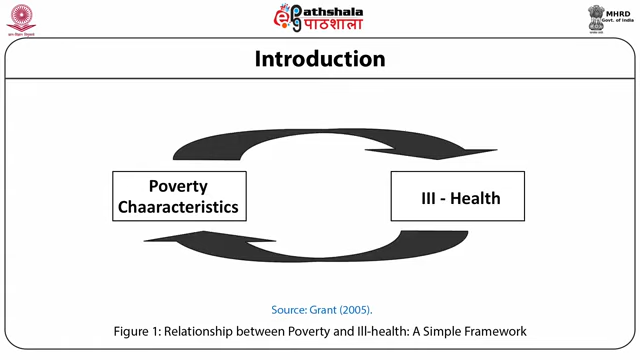 ePathshala
पाठशाला
MHRD
Govt. of India
Introduction
Poverty
Chaaracteristics
III - Health
Source: Grant (2005).
Figure 1: Relationship between Poverty and Ill-health: A Simple Framework